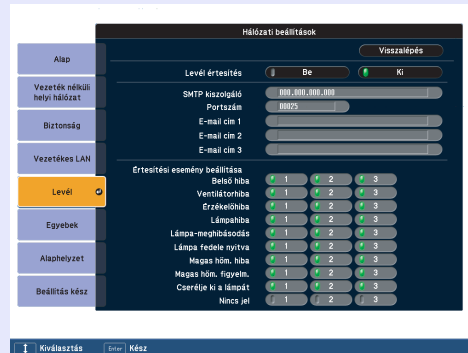 Hálózati beállítások
Visszalépés
Alap
Vezeték nélküli
helyi hálózat
Biztonság
Vezetékes LAN
Levél
Egyebek
Alaphelyzet
Beállítás kész
Levél értesítés Be Ki
SMTP kiszolgáló 000.000.000.000
Portszám 00025
E-mail cím 1
E-mail cím 2
E-mail cím 3
Értesítési esemény beállítása
Belső hiba 1 2 3
Ventilátorhiba 1 2 3
Érzékelőhiba 1 2 3
Lámpahiba 1 2 3
Lámpa-meghibásodás 1 2 3
Lámpa fedele nyitva 1 2 3
Magas hőm. hiba 1 2 3
Magas hőm. figyelm. 1 2 3
Cserélje ki a lámpát 1 2 3
Nincs jel 1 2 3
Kiválasztás Enter Kész